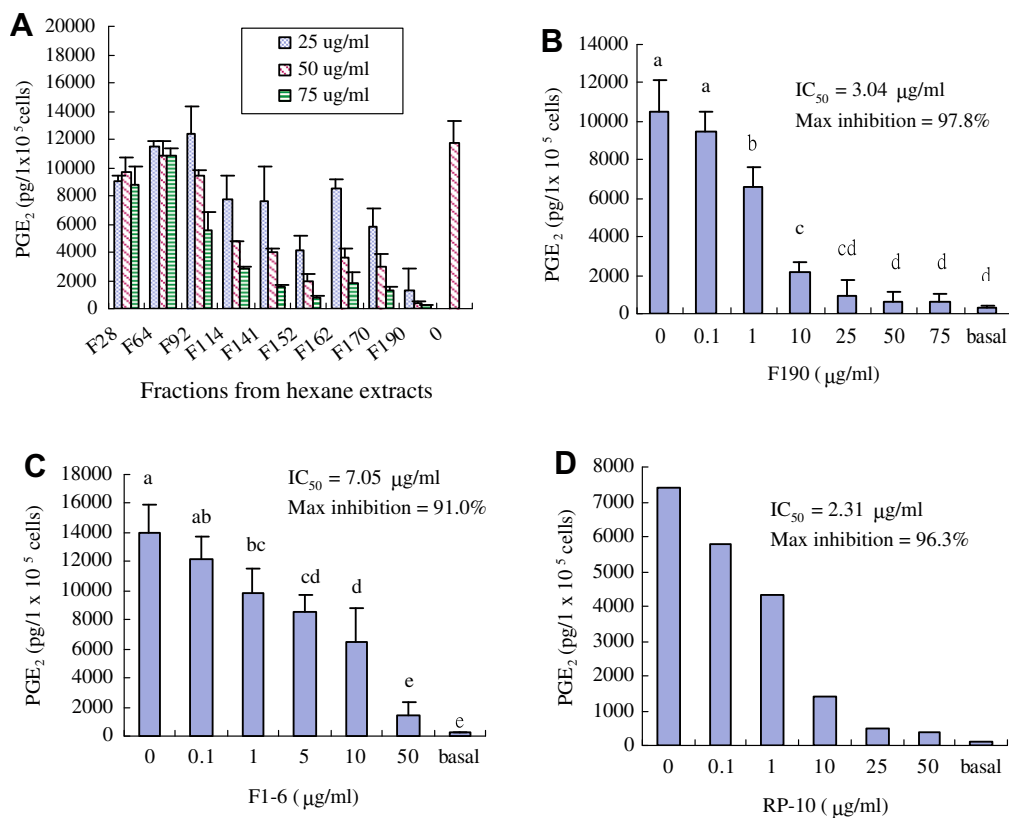 A
PGE2 (pg/1x10^5 cells)
20000
18000
16000
14000
12000
10000
8000
6000
4000
2000
0
25 ug/ml
50 ug/ml
75 ug/ml
F28 F64 F92 F114 F141 F152 F162 F170 F190 0
Fractions from hexane extracts
B
PGE2 (pg/1x 10^5 cells)
14000
12000
10000
8000
6000
4000
2000
0
IC50 = 3.04 μg/ml
Max inhibition = 97.8%
a a b c cd d d d
0 0.1 1 10 25 50 75 basal
F190 ( μg/ml)
C
PGE2 (pg/1 x 10^5 cells)
18000
16000
14000
12000
10000
8000
6000
4000
2000
0
IC50 = 7.05 μg/ml
Max inhibition = 91.0%
a ab bc cd d e e
0 0.1 1 5 10 50 basal
F1-6 ( μg/ml)
D
PGE2 (pg/1 x 10^5 cells)
8000
7000
6000
5000
4000
3000
2000
1000
0
IC50 = 2.31 μg/ml
Max inhibition = 96.3%
0 0.1 1 10 25 50 basal
RP-10 ( μg/ml)